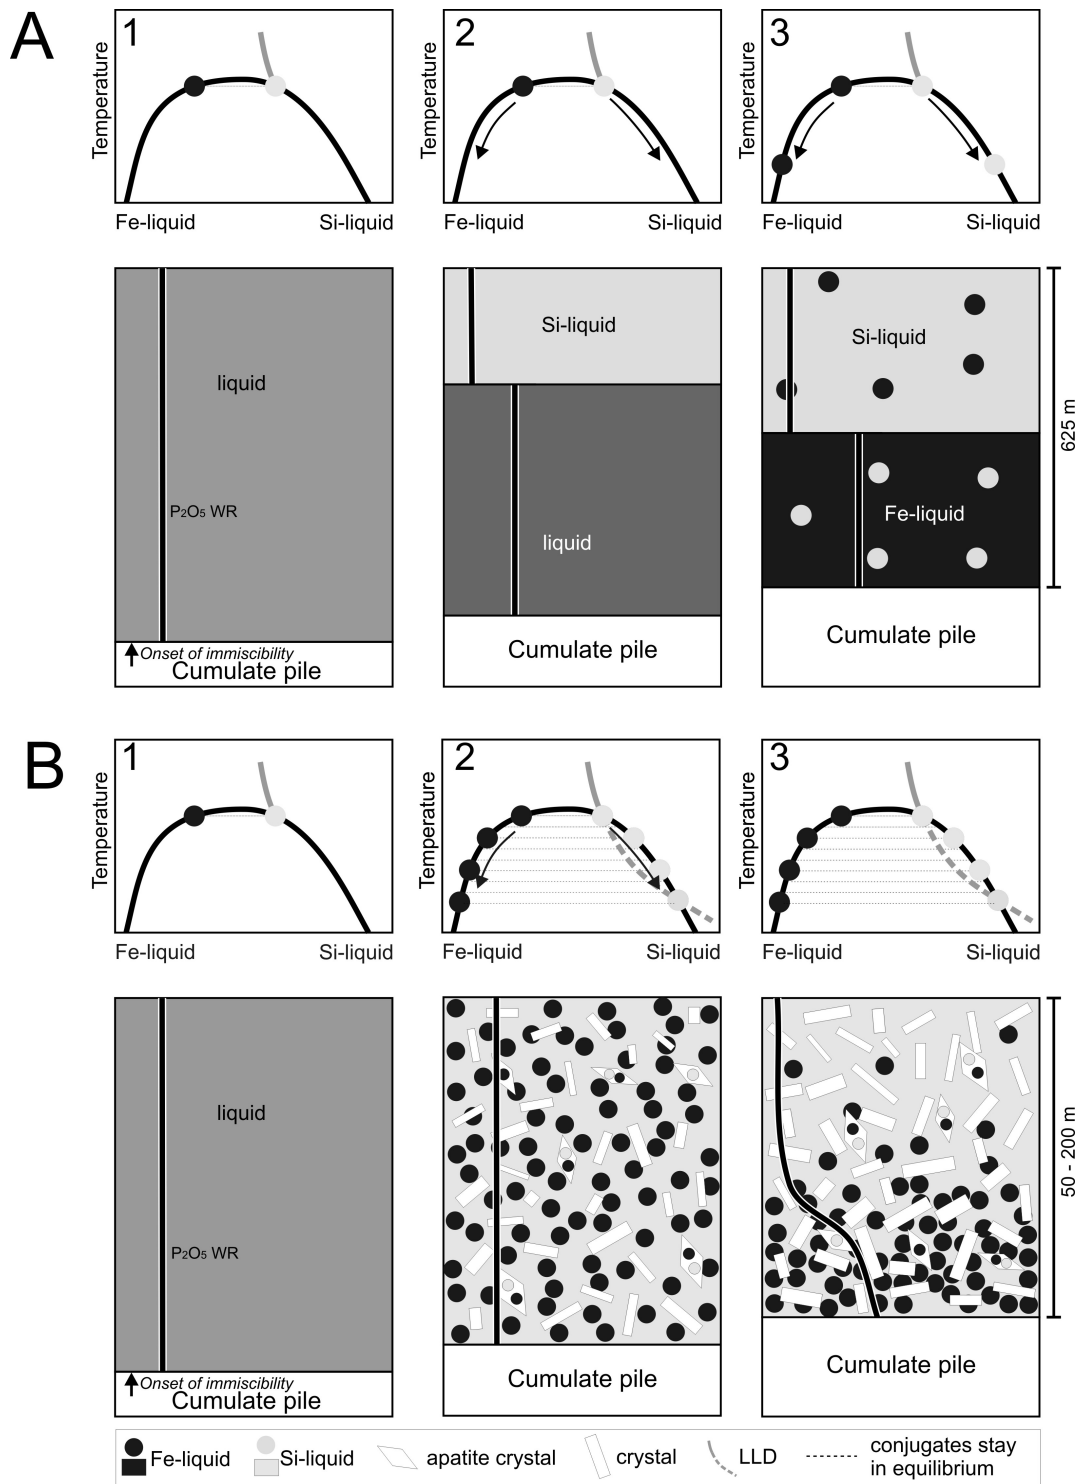 A
1
2
3
Temperature
Temperature
Temperature
Fe-liquid
Si-liquid
Fe-liquid
Si-liquid
Fe-liquid
Si-liquid
liquid
P₂O₅ WR
Onset of immiscibility
Cumulate pile
Si-liquid
liquid
Cumulate pile
Si-liquid
Fe-liquid
Cumulate pile
625 m
B
1
2
3
Temperature
Temperature
Temperature
Fe-liquid
Si-liquid
Fe-liquid
Si-liquid
Fe-liquid
Si-liquid
liquid
P₂O₅ WR
Onset of immiscibility
Cumulate pile
Cumulate pile
Cumulate pile
50 - 200 m
Fe-liquid
Si-liquid
apatite crystal
crystal
LLD
conjugates stay
in equilibrium